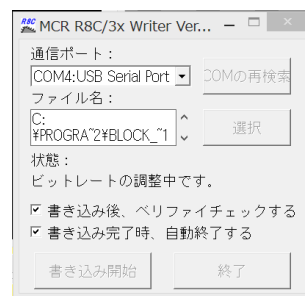 MCR R8C/3x Writer Ver...
通信ポート：
COM4:USB Serial Port
COMの再検索
ファイル名：
C:
¥PROGRA~2¥BLOCK_~1
選択
状態：
ビットレートの調整中です。
書き込み後、ベリファイチェックする
書き込み完了時、自動終了する
書き込み開始
終了